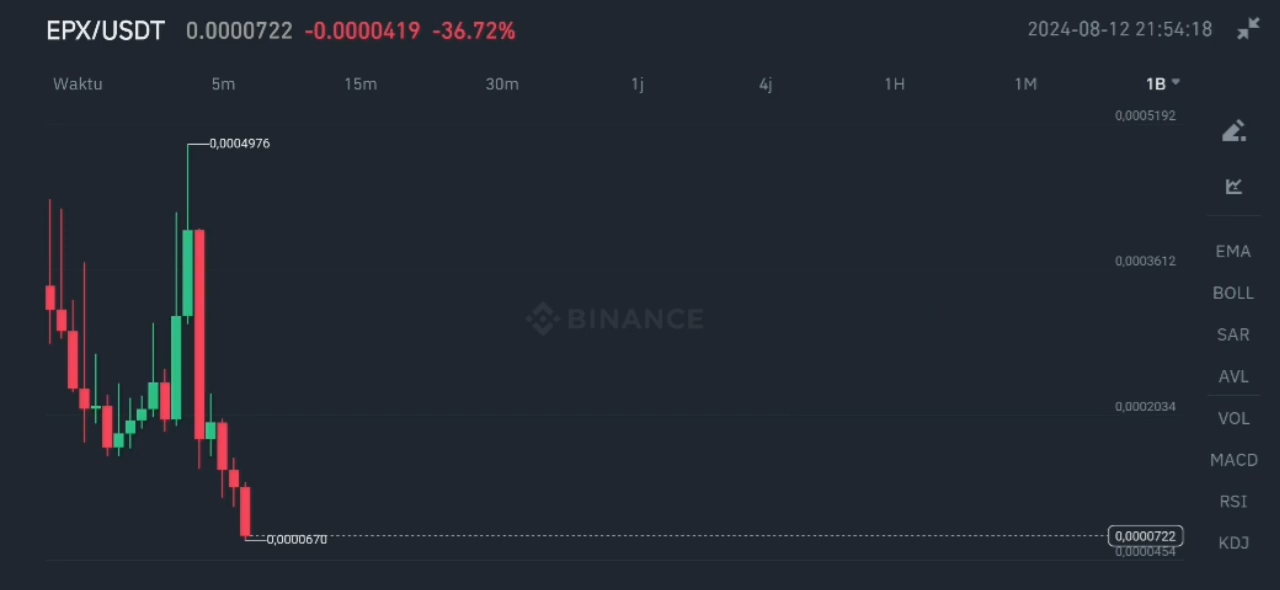 EPX/USDT 0.0000722 -0.0000419 -36.72% 2024-08-12 21:54:18
Waktu 5m 15m 30m 1j 4j 1H 1M 1B
0,0005192
0,0004976
EMA
0,0003612
BOLL
BINANCE
SAR
AVL
0,0002034
VOL
MACD
RSI
0,0000722
0,0000670
KDJ
0,0000454